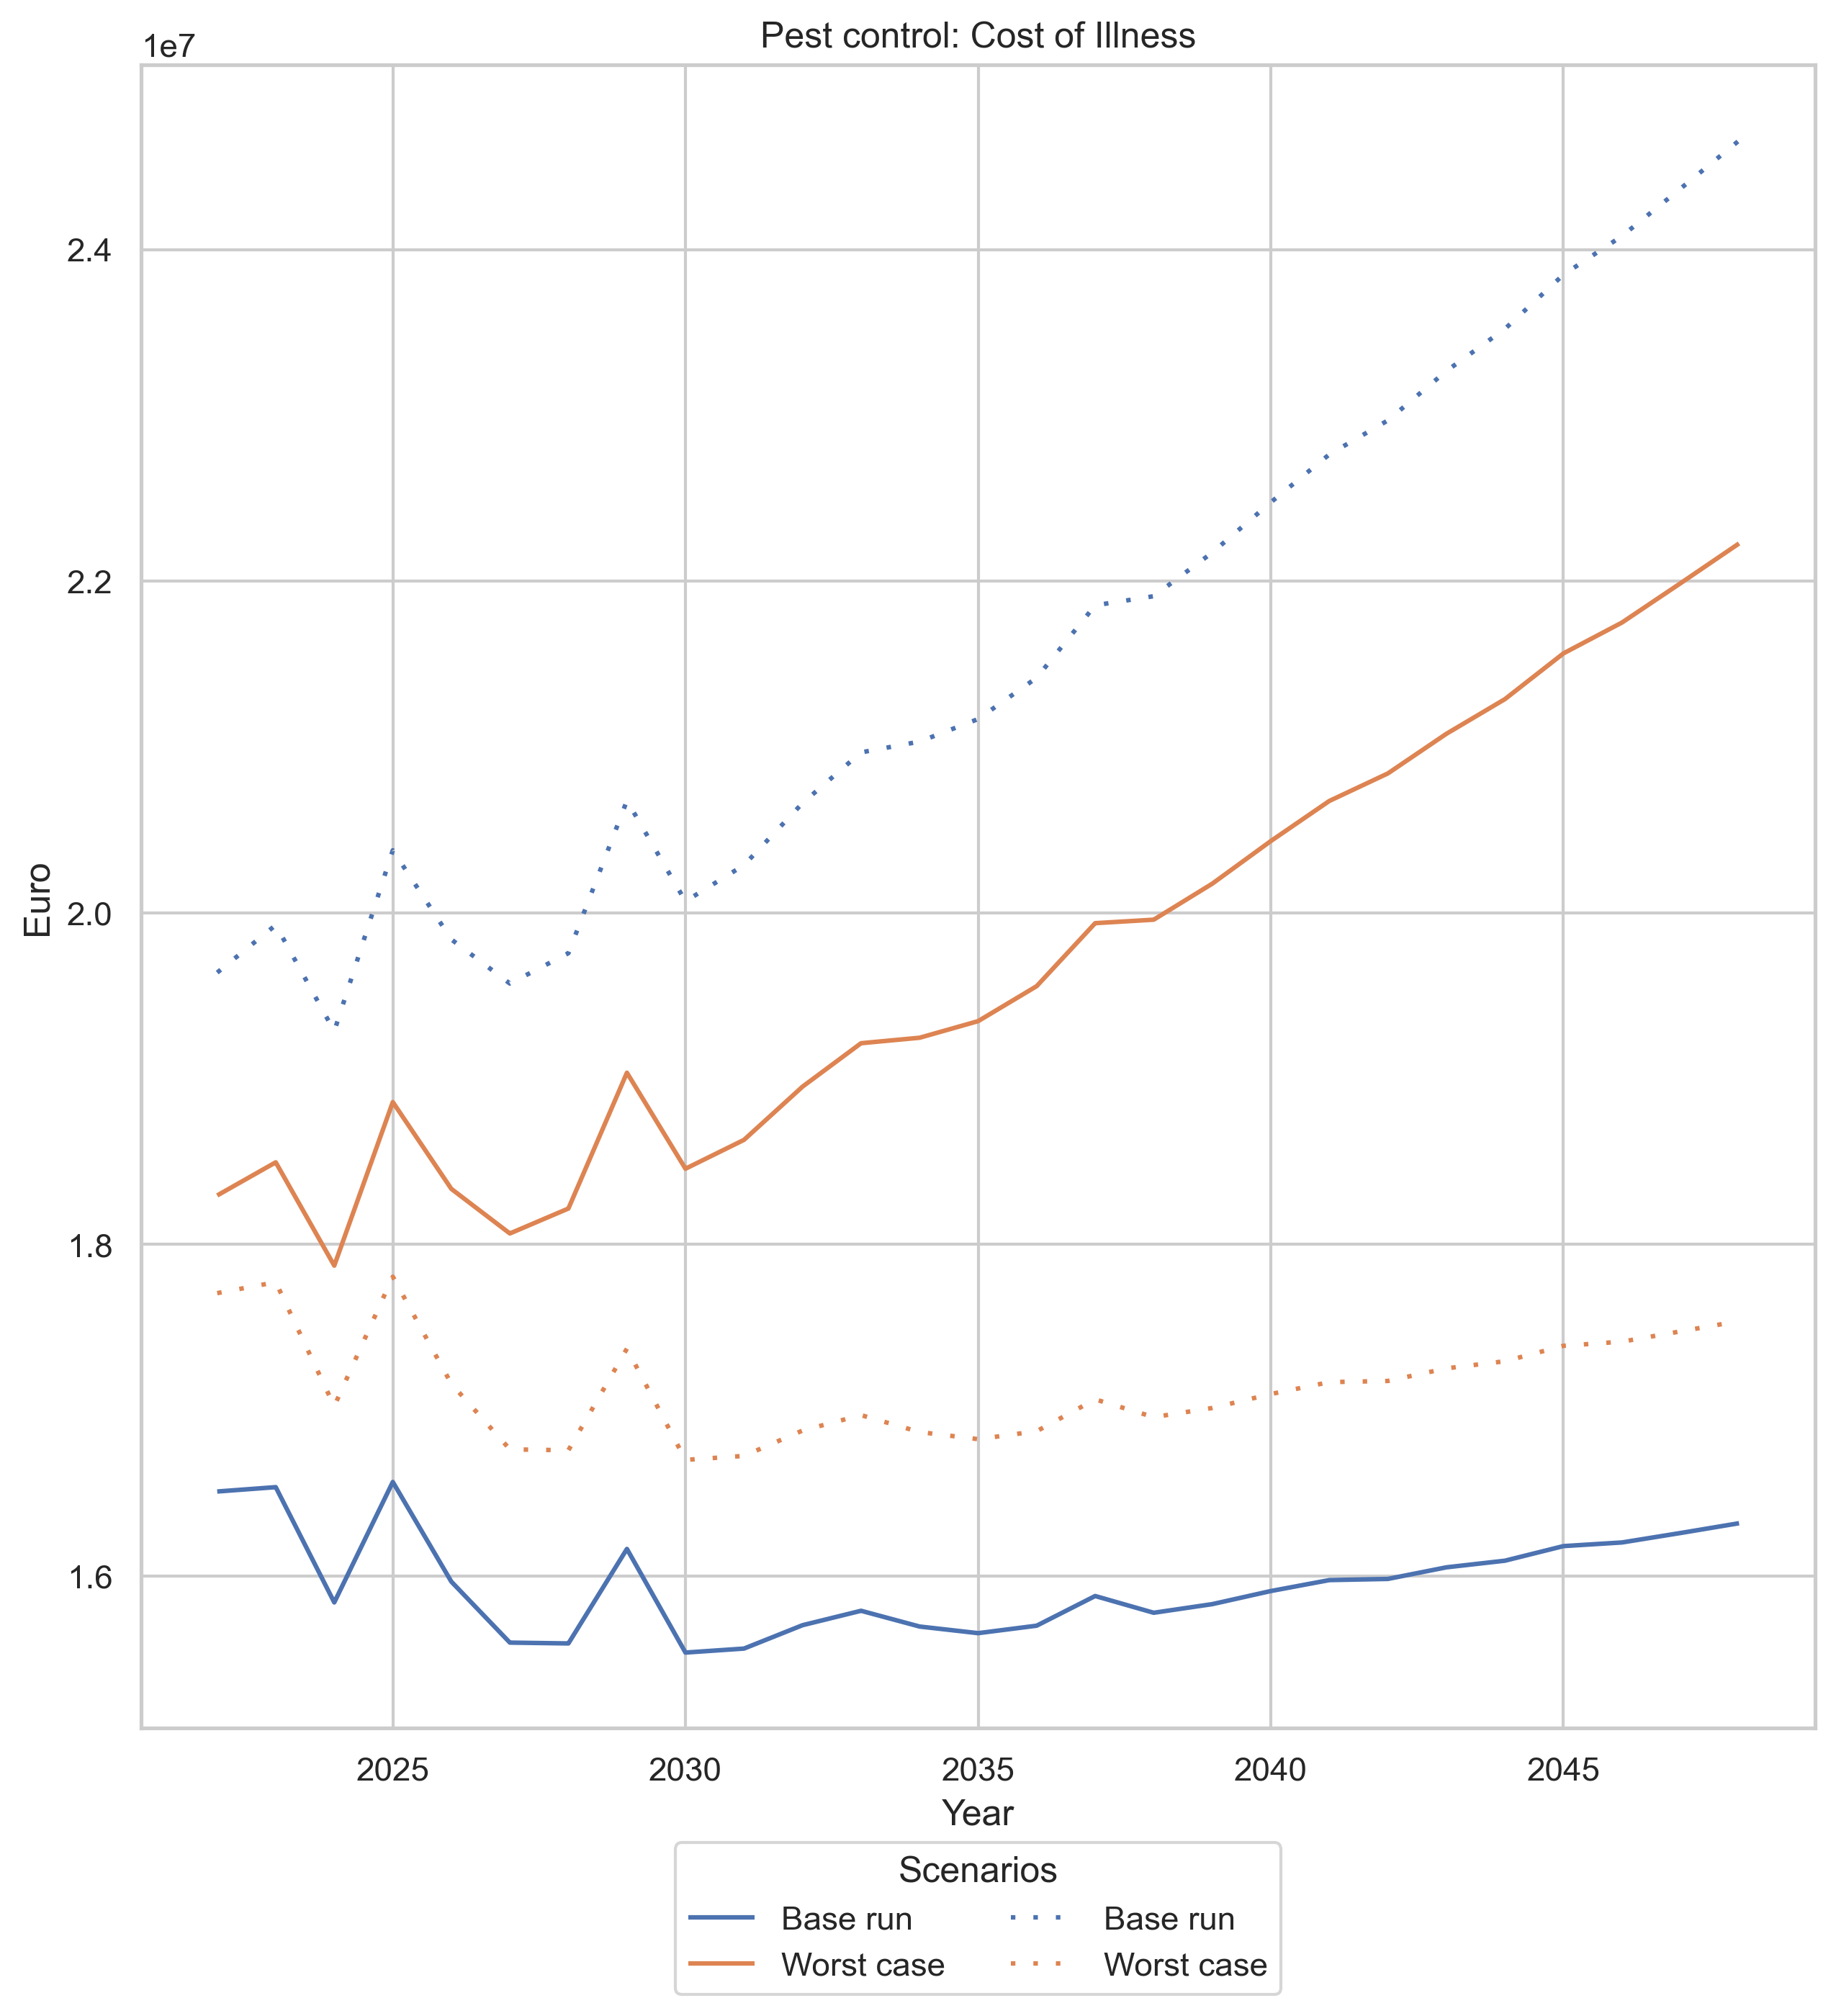 Pest control: Cost of Illness
1e7
2.4
2.2
2.0
1.8
1.6
Euro
2025 2030 2035 2040 2045
Year
Scenarios
Base run Base run
Worst case Worst case